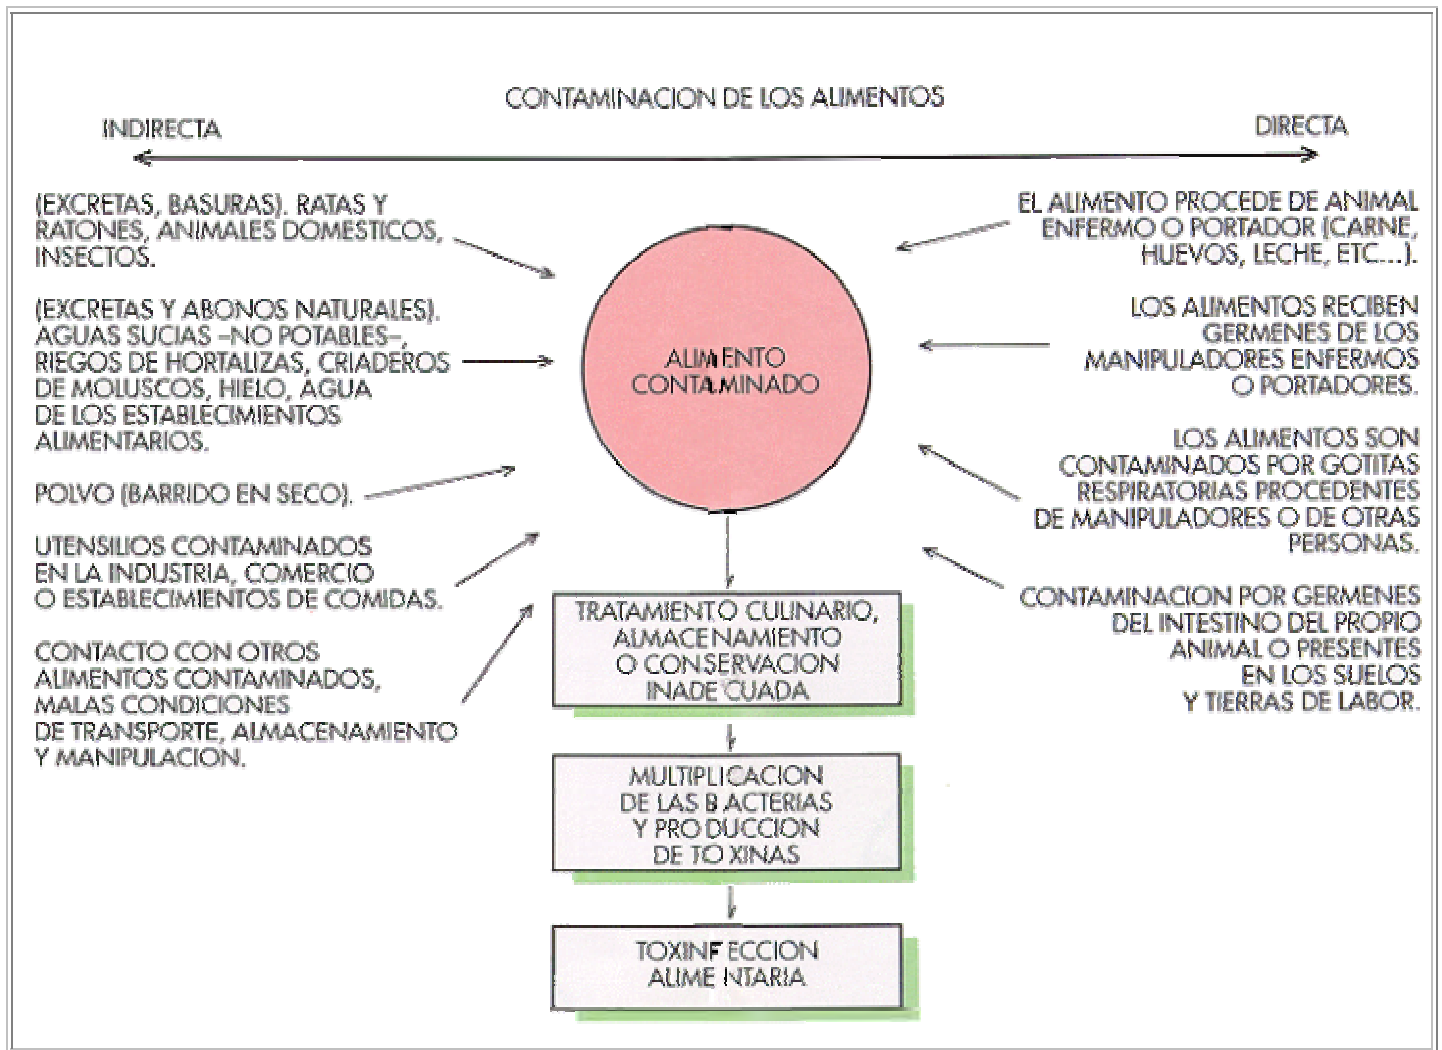 CONTAMINACION DE LOS ALIMENTOS
INDIRECTA
DIRECTA
(EXCRETAS, BASURAS). RATAS Y
RATONES, ANIMALES DOMESTICOS,
INSECTOS.
(EXCRETAS Y ABONOS NATURALES).
AGUAS SUCIAS –NO POTABLES–,
RIEGOS DE HORTALIZAS, CRIADEROS
DE MOLUSCOS, HIELO, AGUA
DE LOS ESTABLECIMIENTOS
ALIMENTARIOS.
POLVO (BARRIDO EN SECO).
UTENSILIOS CONTAMINADOS
EN LA INDUSTRIA, COMERCIO
O ESTABLECIMIENTOS DE COMIDAS.
CONTACTO CON OTROS
ALIMENTOS CONTAMINADOS,
MALAS CONDICIONES
DE TRANSPORTE, ALMACENAMIENTO
Y MANIPULACION.
ALIMENTO
CONTAMINADO
TRATAMIENTO CULINARIO,
ALMACENAMIENTO
O CONSERVACION
INADECUADA
MULTIPLICACION
DE LAS BACTERIAS
Y PRODUCCION
DE TOXINAS
TOXINFECCION
ALIMENTARIA
EL ALIMENTO PROCEDE DE ANIMAL
ENFERMO O PORTADOR (CARNE,
HUEVOS, LECHE, ETC...).
LOS ALIMENTOS RECIBEN
GERMENES DE LOS
MANIPULADORES ENFERMOS
O PORTADORES.
LOS ALIMENTOS SON
CONTAMINADOS POR GOTITAS
RESPIRATORIAS PROCEDENTES
DE MANIPULADORES O DE OTRAS
PERSONAS.
CONTAMINACION POR GERMENES
DEL INTESTINO DEL PROPIO
ANIMAL O PRESENTES
EN LOS SUELOS
Y TIERRAS DE LABOR.